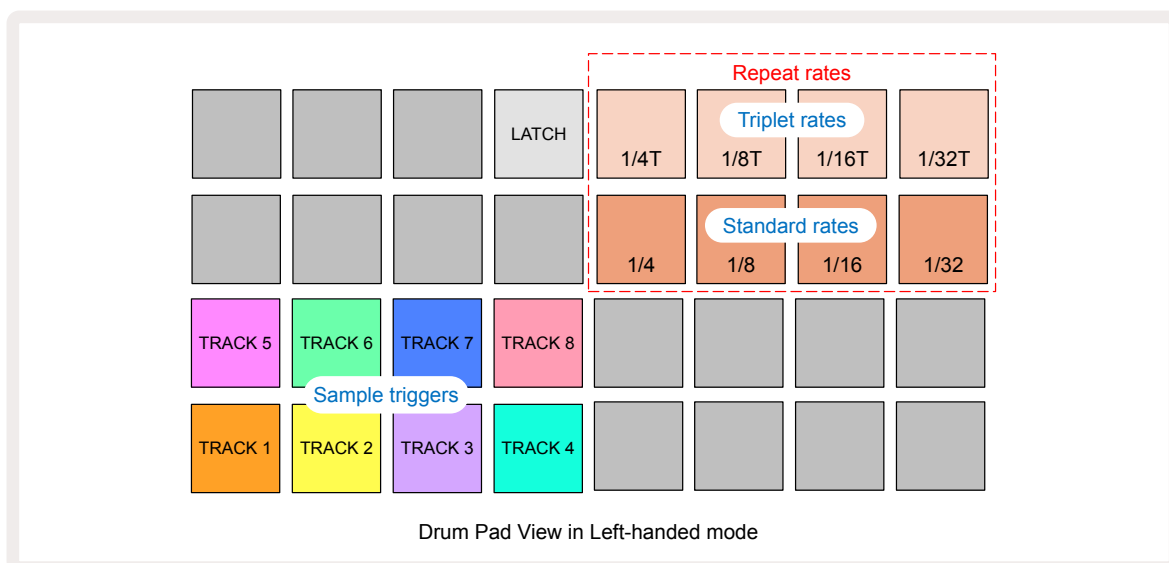 Repeat rates
Triplet rates
LATCH
1/4T 1/8T 1/16T 1/32T
Standard rates
1/4 1/8 1/16 1/32
TRACK 5 TRACK 6 TRACK 7 TRACK 8
Sample triggers
TRACK 1 TRACK 2 TRACK 3 TRACK 4
Drum Pad View in Left-handed mode